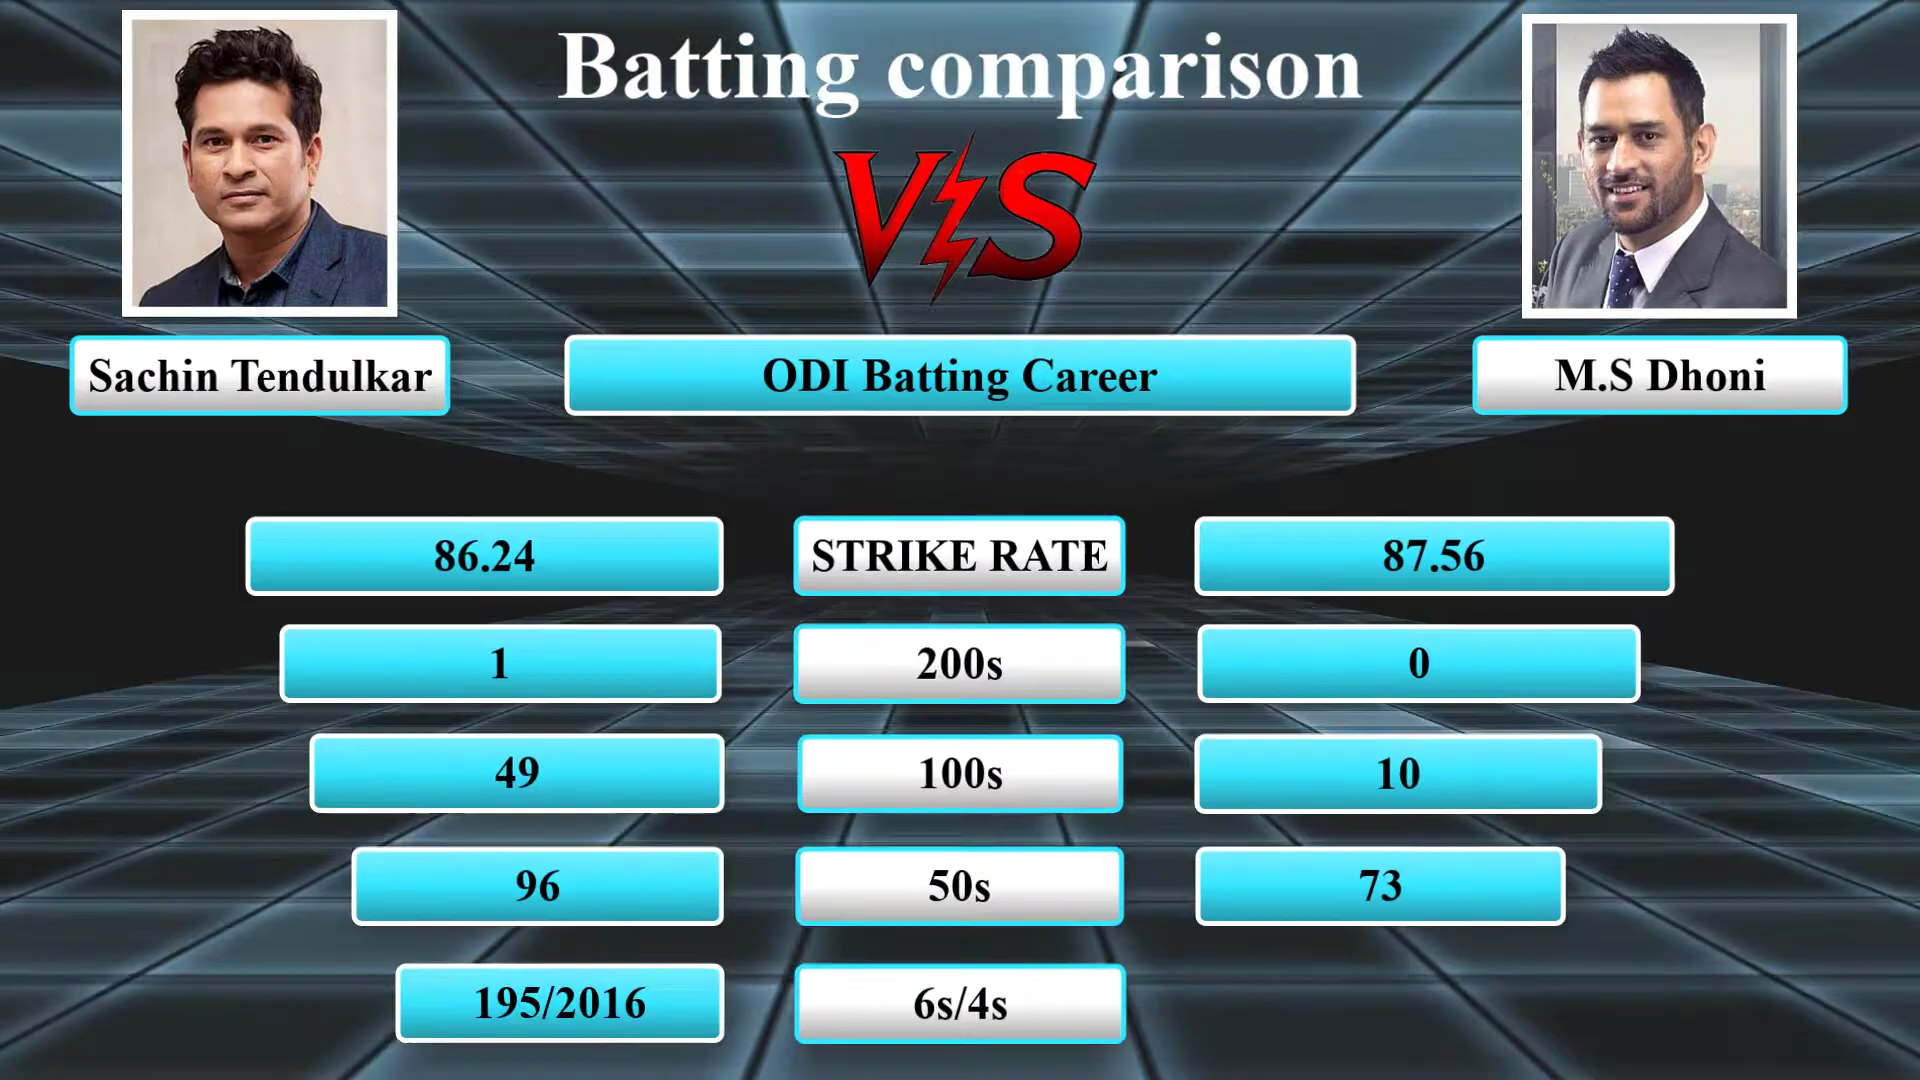 Batting comparison
VS
Sachin Tendulkar
ODI Batting Career
M.S Dhoni
86.24
STRIKE RATE
87.56
1
200s
0
49
100s
10
96
50s
73
195/2016
6s/4s